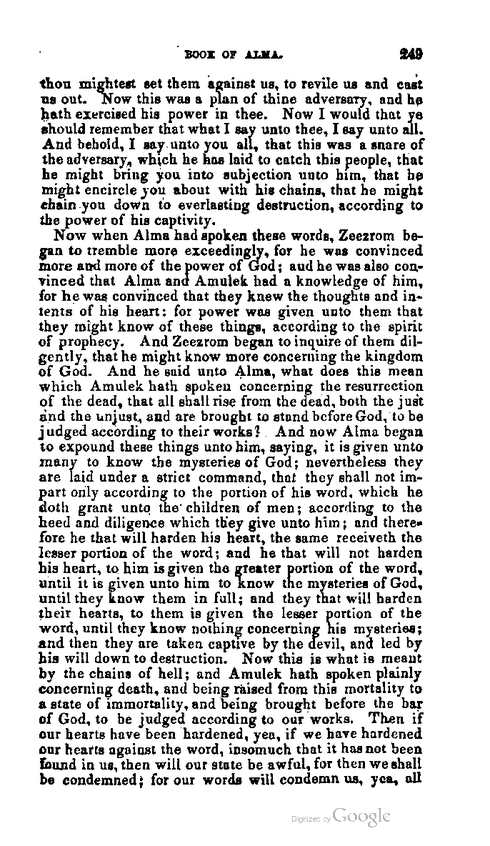 BOOK OF ALMA. 249
thou mightest set them against us, to revile us and cast
us out. Now this was a plan of thine adversary, and he
hath exercised his power in thee. Now I would that ye
should remember that what I say unto thee, I say unto all.
And behold, I say unto you all, that this was a snare of
the adversary, which he has laid to catch this people, that
he might bring you into subjection unto him, that he
might encircle you about with his chains, that he might
chain you down to everlasting destruction, according to
the power of his captivity.
Now when Alma had spoken these words, Zeezrom be-
gan to tremble more exceedingly, for he was convinced
more and more of the power of God; and he was also con-
vinced that Alma and Amulek had a knowledge of him,
for he was convinced that they knew the thoughts and in-
tents of his heart: for power was given unto them that
they might know of these things, according to the spirit
of prophecy. And Zeezrom began to inquire of them dil-
gently, that he might know more concerning the kingdom
of God. And he said unto Alma, what does this mean
which Amulek hath spoken concerning the resurrection
of the dead, that all shall rise from the dead, both the just
and the unjust, and are brought to stand before God, to be
judged according to their works? And now Alma began
to expound these things unto him, saying, it is given unto
many to know the mysteries of God; nevertheless they
are laid under a strict command, that they shall not im-
part only according to the portion of his word, which he
doth grant unto the children of men; according to the
heed and diligence which they give unto him; and there-
fore he that will harden his heart, the same receiveth the
lesser portion of the word; and he that will not harden
his heart, to him is given the greater portion of the word,
until it is given unto him to know the mysteries of God,
until they know them in full; and they that will harden
their hearts, to them is given the lesser portion of the
word, until they know nothing concerning his mysteries;
and then they are taken captive by the devil, and led by
his will down to destruction. Now this is what is meant
by the chains of hell; and Amulek hath spoken plainly
concerning death, and being raised from this mortality to
a state of immortality, and being brought before the bar
of God, to be judged according to our works. Then if
our hearts have been hardened, yea, if we have hardened
our hearts against the word, insomuch that it has not been
found in us, then will our state be awful, for then we shall
be condemned; for our words will condemn us, yea, all
Digitized by Google